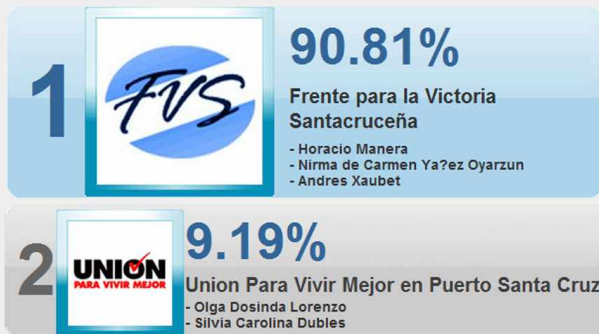 1
FVS
90.81%
Frente para la Victoria
Santacruceña
- Horacio Manera
- Nirma de Carmen Ya?ez Oyarzun
- Andres Xaubet
2
UNION
PARA VIVIR MEJOR
9.19%
Union Para Vivir Mejor en Puerto Santa Cruz
- Olga Dosinda Lorenzo
- Silvia Carolina Dubles